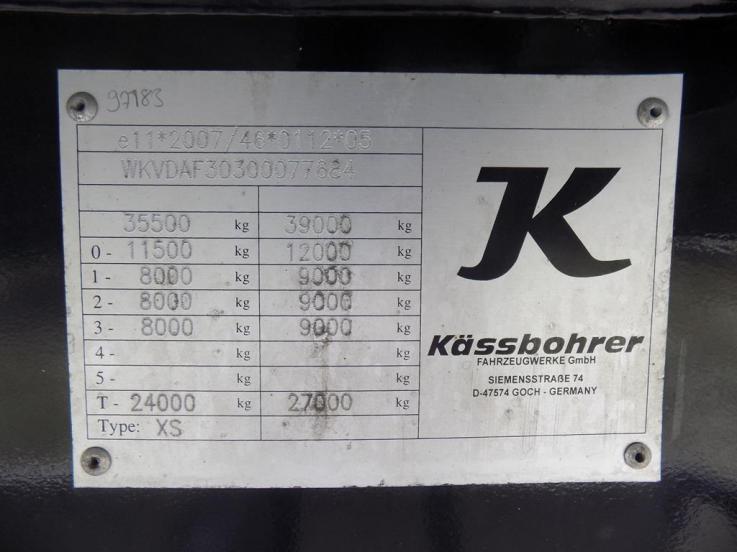 97183
e11*2007/46*0112*05
WKVDAF30300077684
35500 kg 39000 kg
0- 11500 kg 12000 kg
1 - 8000 kg 9000 kg
2 - 8000 kg 9000 kg
3 - 8000 kg 9000 kg
4 - kg kg
5 - kg kg
T - 24000 kg 27000 kg
Type: XS
K
Kässbohrer
FAHRZEUGWERKE GmbH
SIEMENSSTRAßE 74
D-47574 GOCH - GERMANY